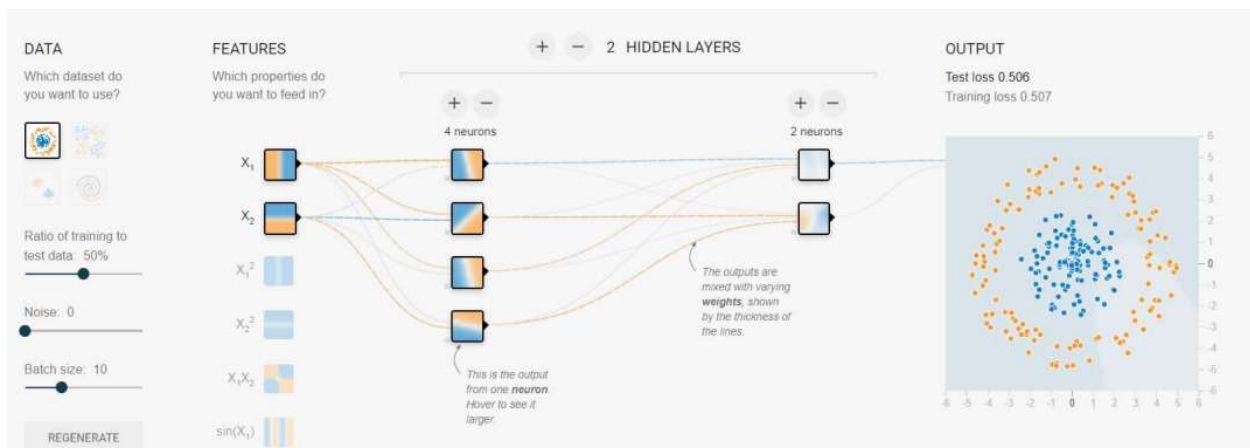 DATA
Which dataset do
you want to use?
Ratio of training to
test data: 50%
Noise: 0
Batch size: 10
REGENERATE
FEATURES
Which properties do
you want to feed in?
X1
X2
X1²
X2²
X1X2
sin(X1)
+ − 2 HIDDEN LAYERS
+ −
4 neurons
This is the output
from one neuron.
Hover to see it
larger.
+ −
2 neurons
The outputs are
mixed with varying
weights, shown
by the thickness of
the lines.
OUTPUT
Test loss 0.506
Training loss 0.507
6
5
4
3
2
1
0
-1
-2
-3
-4
-5
-6
-6 -5 -4 -3 -2 -1 0 1 2 3 4 5 6